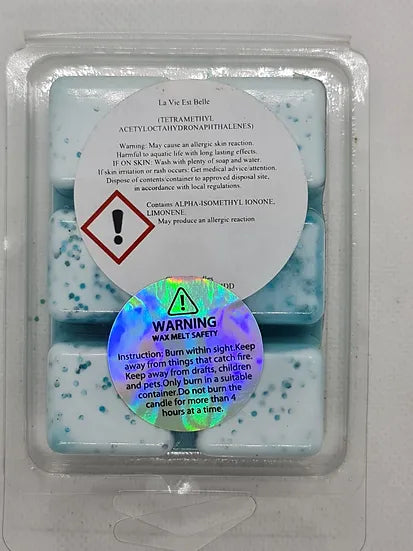 La Vie Est Belle
(TETRAMETHYL
ACETYLOCTAHYDRONAPHTHALENES)
Warning: May cause an allergic skin reaction.
Harmful to aquatic life with long lasting effects.
IF ON SKIN: Wash with plenty of soap and water.
If skin irritation or rash occurs: Get medical advice/attention.
Dispose of contents/container to approved disposal site,
in accordance with local regulations.
Contains ALPHA-ISOMETHYL IONONE,
LIMONENE.
May produce an allergic reaction
WARNING
WAX MELT SAFETY
Instruction: Burn within sight.Keep
away from things that catch fire.
Keep away from drafts, children
and pets.Only burn in a suitable
container.Do not burn the
candle for more than 4
hours at a time.